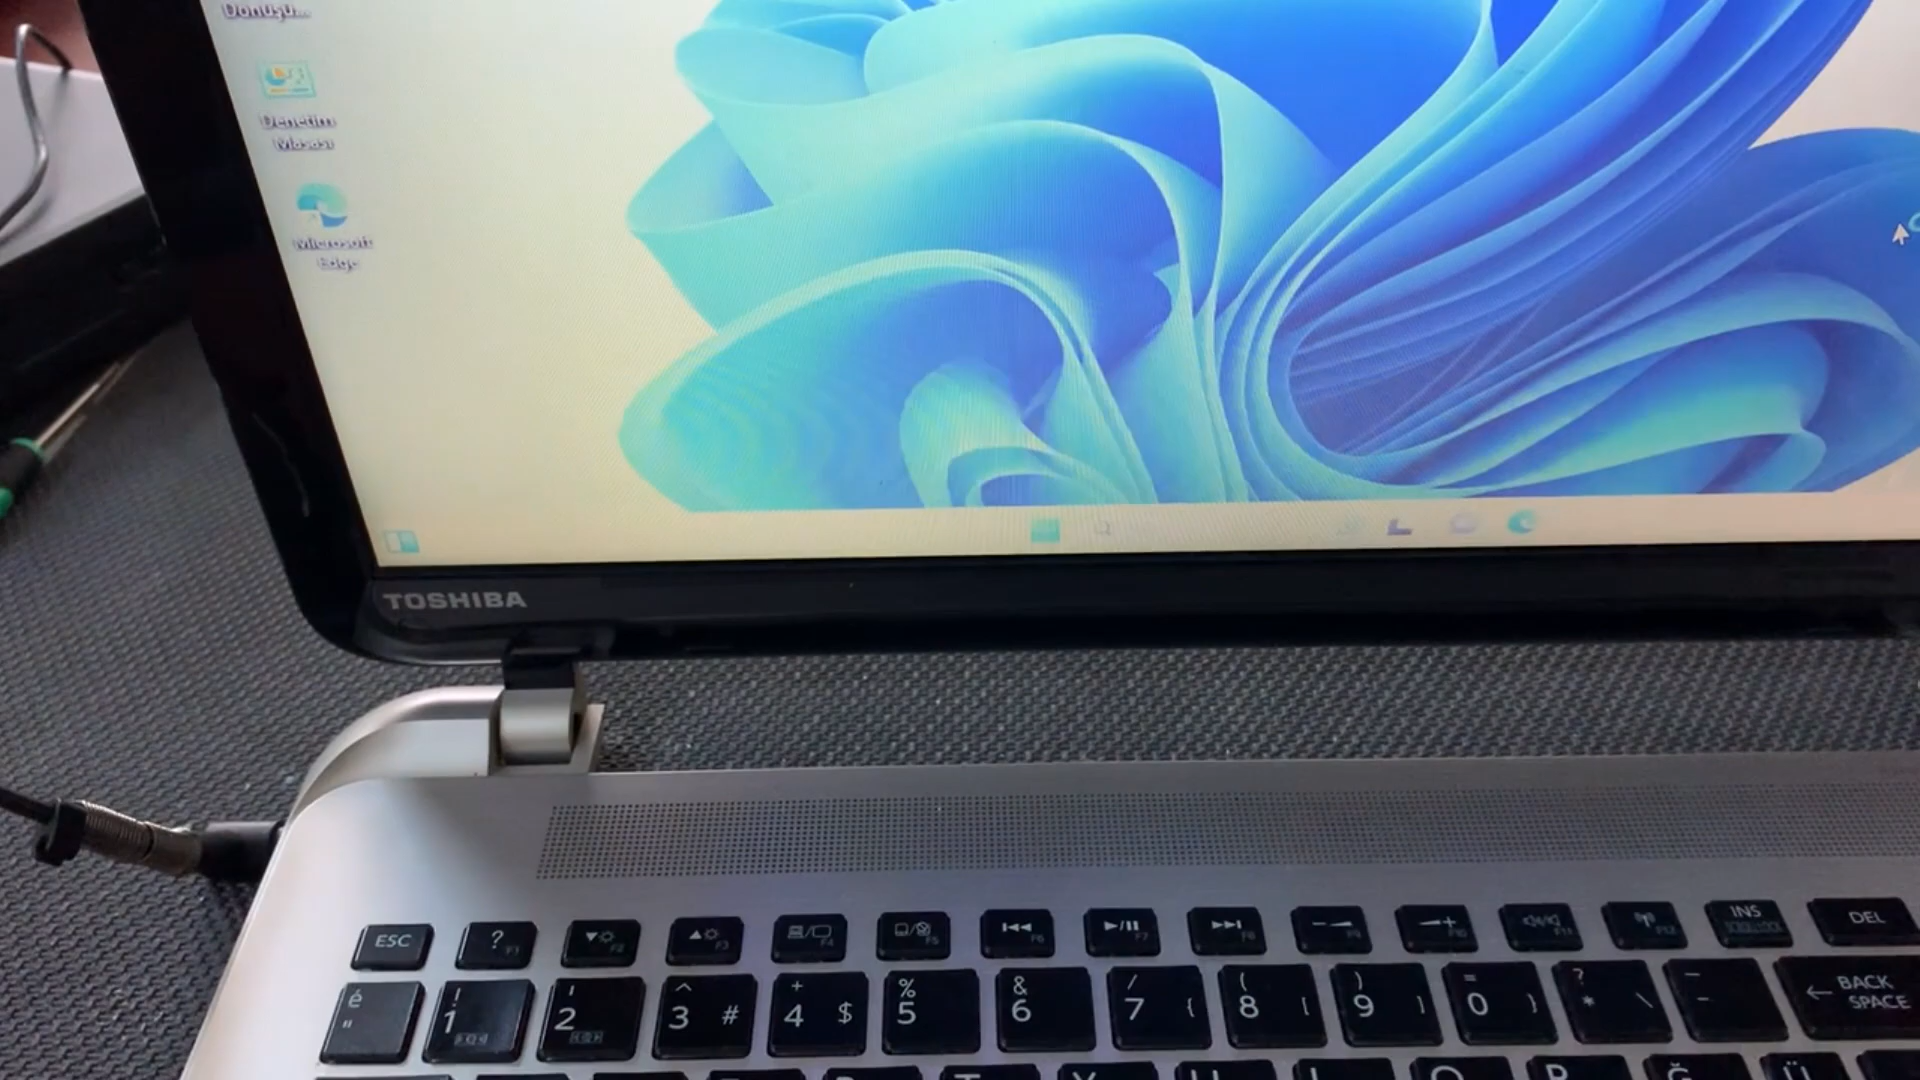 Dönüşü...
Denetim
Masası
Microsoft
Edge
TOSHIBA
ESC
? F1
F2
F3
F4
F5
F6
F7
F8
F9
F10
F11
F12
INS
SCROLLOCK
DEL
é "
! 1
' 2
^ 3 #
+ 4 $
% 5
& 6
/ 7 {
( 8 [
) 9 ]
= 0 }
? * \
_ -
← BACK
SPACE